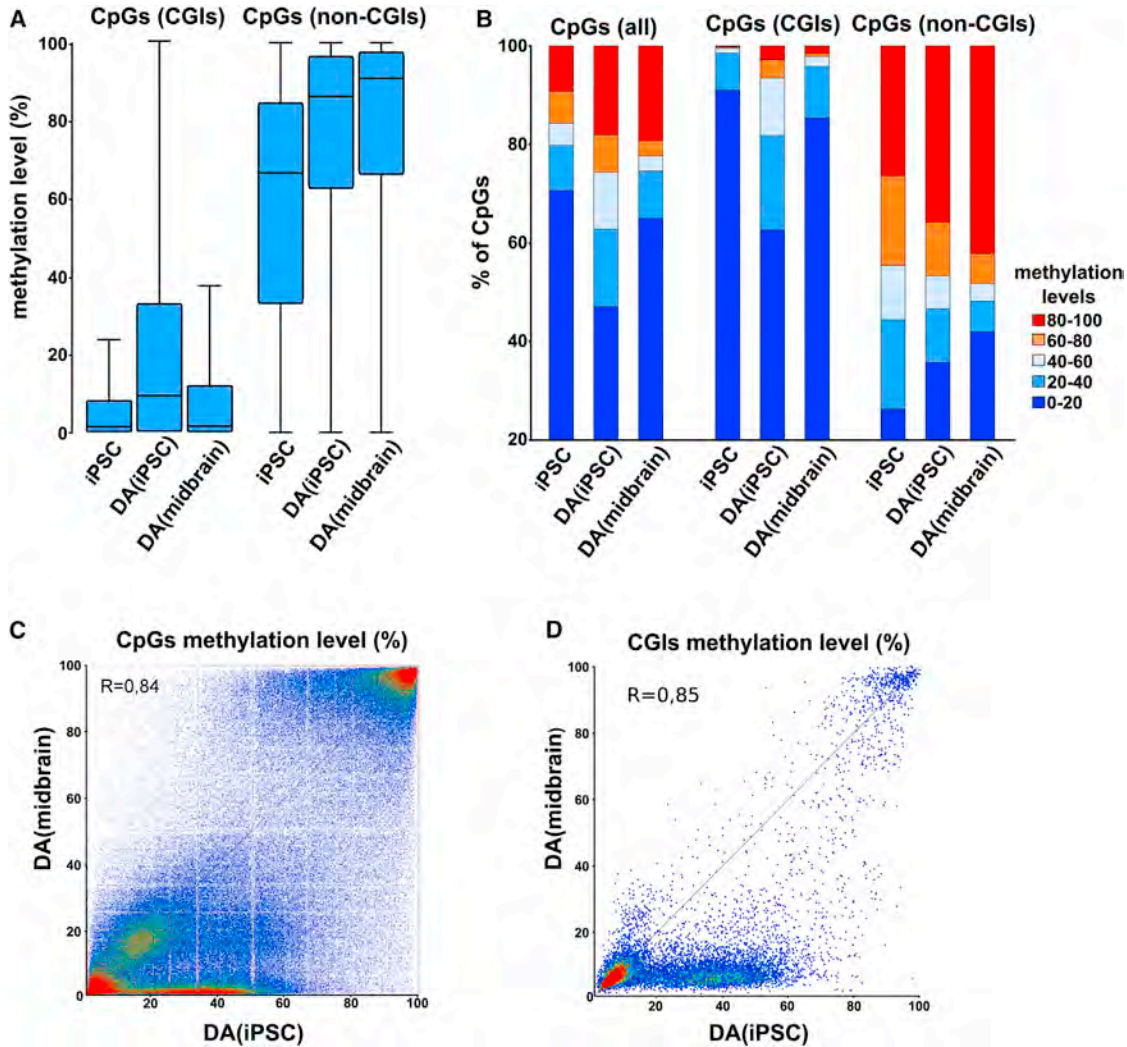 A
CpGs (CGIs)
CpGs (non-CGIs)
methylation level (%)
100
80
60
40
20
0
iPSC
DA(iPSC)
DA(midbrain)
iPSC
DA(iPSC)
DA(midbrain)
B
CpGs (all)
CpGs (CGIs)
CpGs (non-CGIs)
% of CpGs
100
80
60
40
20
iPSC
DA(iPSC)
DA(midbrain)
iPSC
DA(iPSC)
DA(midbrain)
iPSC
DA(iPSC)
DA(midbrain)
methylation
levels
80-100
60-80
40-60
20-40
0-20
C
CpGs methylation level (%)
R=0,84
DA(midbrain)
100
80
60
40
20
0
20
40
60
80
100
DA(iPSC)
D
CGIs methylation level (%)
R=0,85
DA(midbrain)
100
80
60
40
20
0
20
40
60
80
100
DA(iPSC)